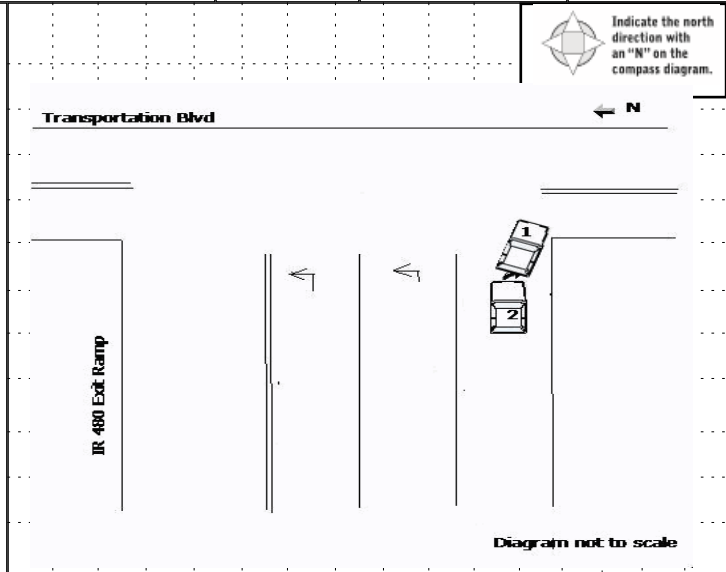 Indicate the north
direction with
an “N” on the
compass diagram.
N
Transportation Blvd
1
2
IR 480 Exit Ramp
Diagram not to scale